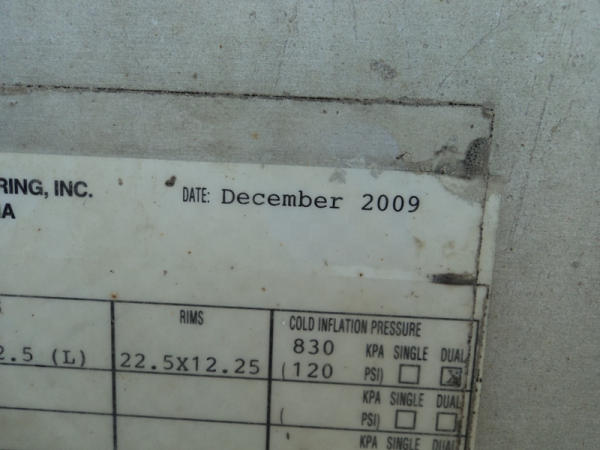 RING, INC.
DATE: December 2009
RIMS
COLD INFLATION PRESSURE
2.5 (L) 22.5X12.25 830 KPA SINGLE DUAL
(120 PSI)
KPA SINGLE DUAL
( PSI)
KPA SINGLE DUAL